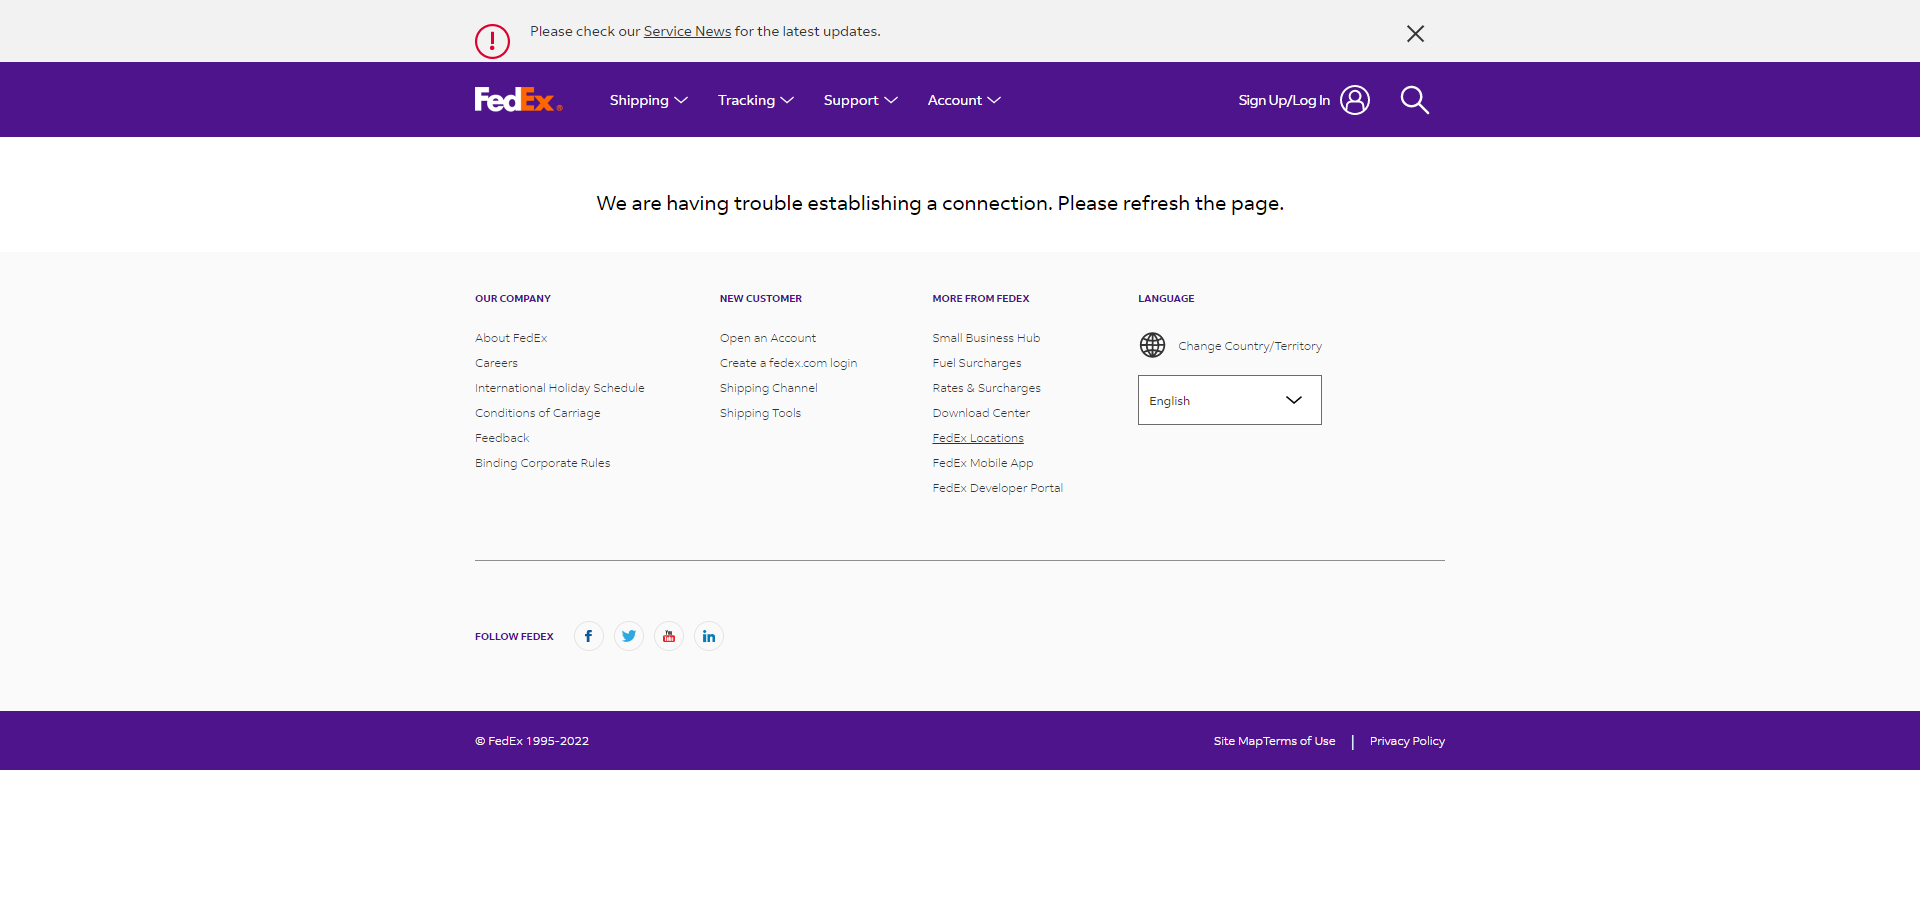 Please check our Service News for the latest updates.
FedEx®
Shipping
Tracking
Support
Account
Sign Up/Log In
We are having trouble establishing a connection. Please refresh the page.
OUR COMPANY
About FedEx
Careers
International Holiday Schedule
Conditions of Carriage
Feedback
Binding Corporate Rules
NEW CUSTOMER
Open an Account
Create a fedex.com login
Shipping Channel
Shipping Tools
MORE FROM FEDEX
Small Business Hub
Fuel Surcharges
Rates & Surcharges
Download Center
FedEx Locations
FedEx Mobile App
FedEx Developer Portal
LANGUAGE
Change Country/Territory
English
FOLLOW FEDEX
© FedEx 1995-2022
Site MapTerms of Use | Privacy Policy